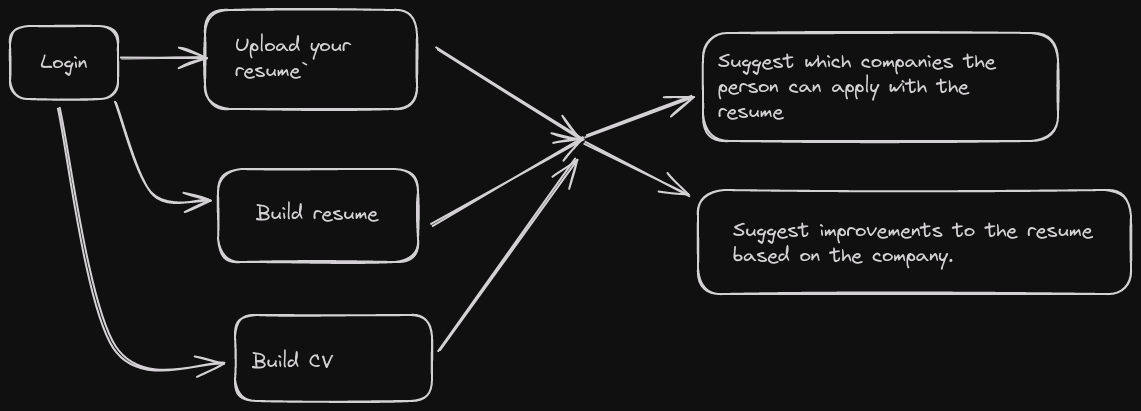 Login
Upload your
resume`
Build resume
Build CV
Suggest which companies the
person can apply with the
resume
Suggest improvements to the resume
based on the company.